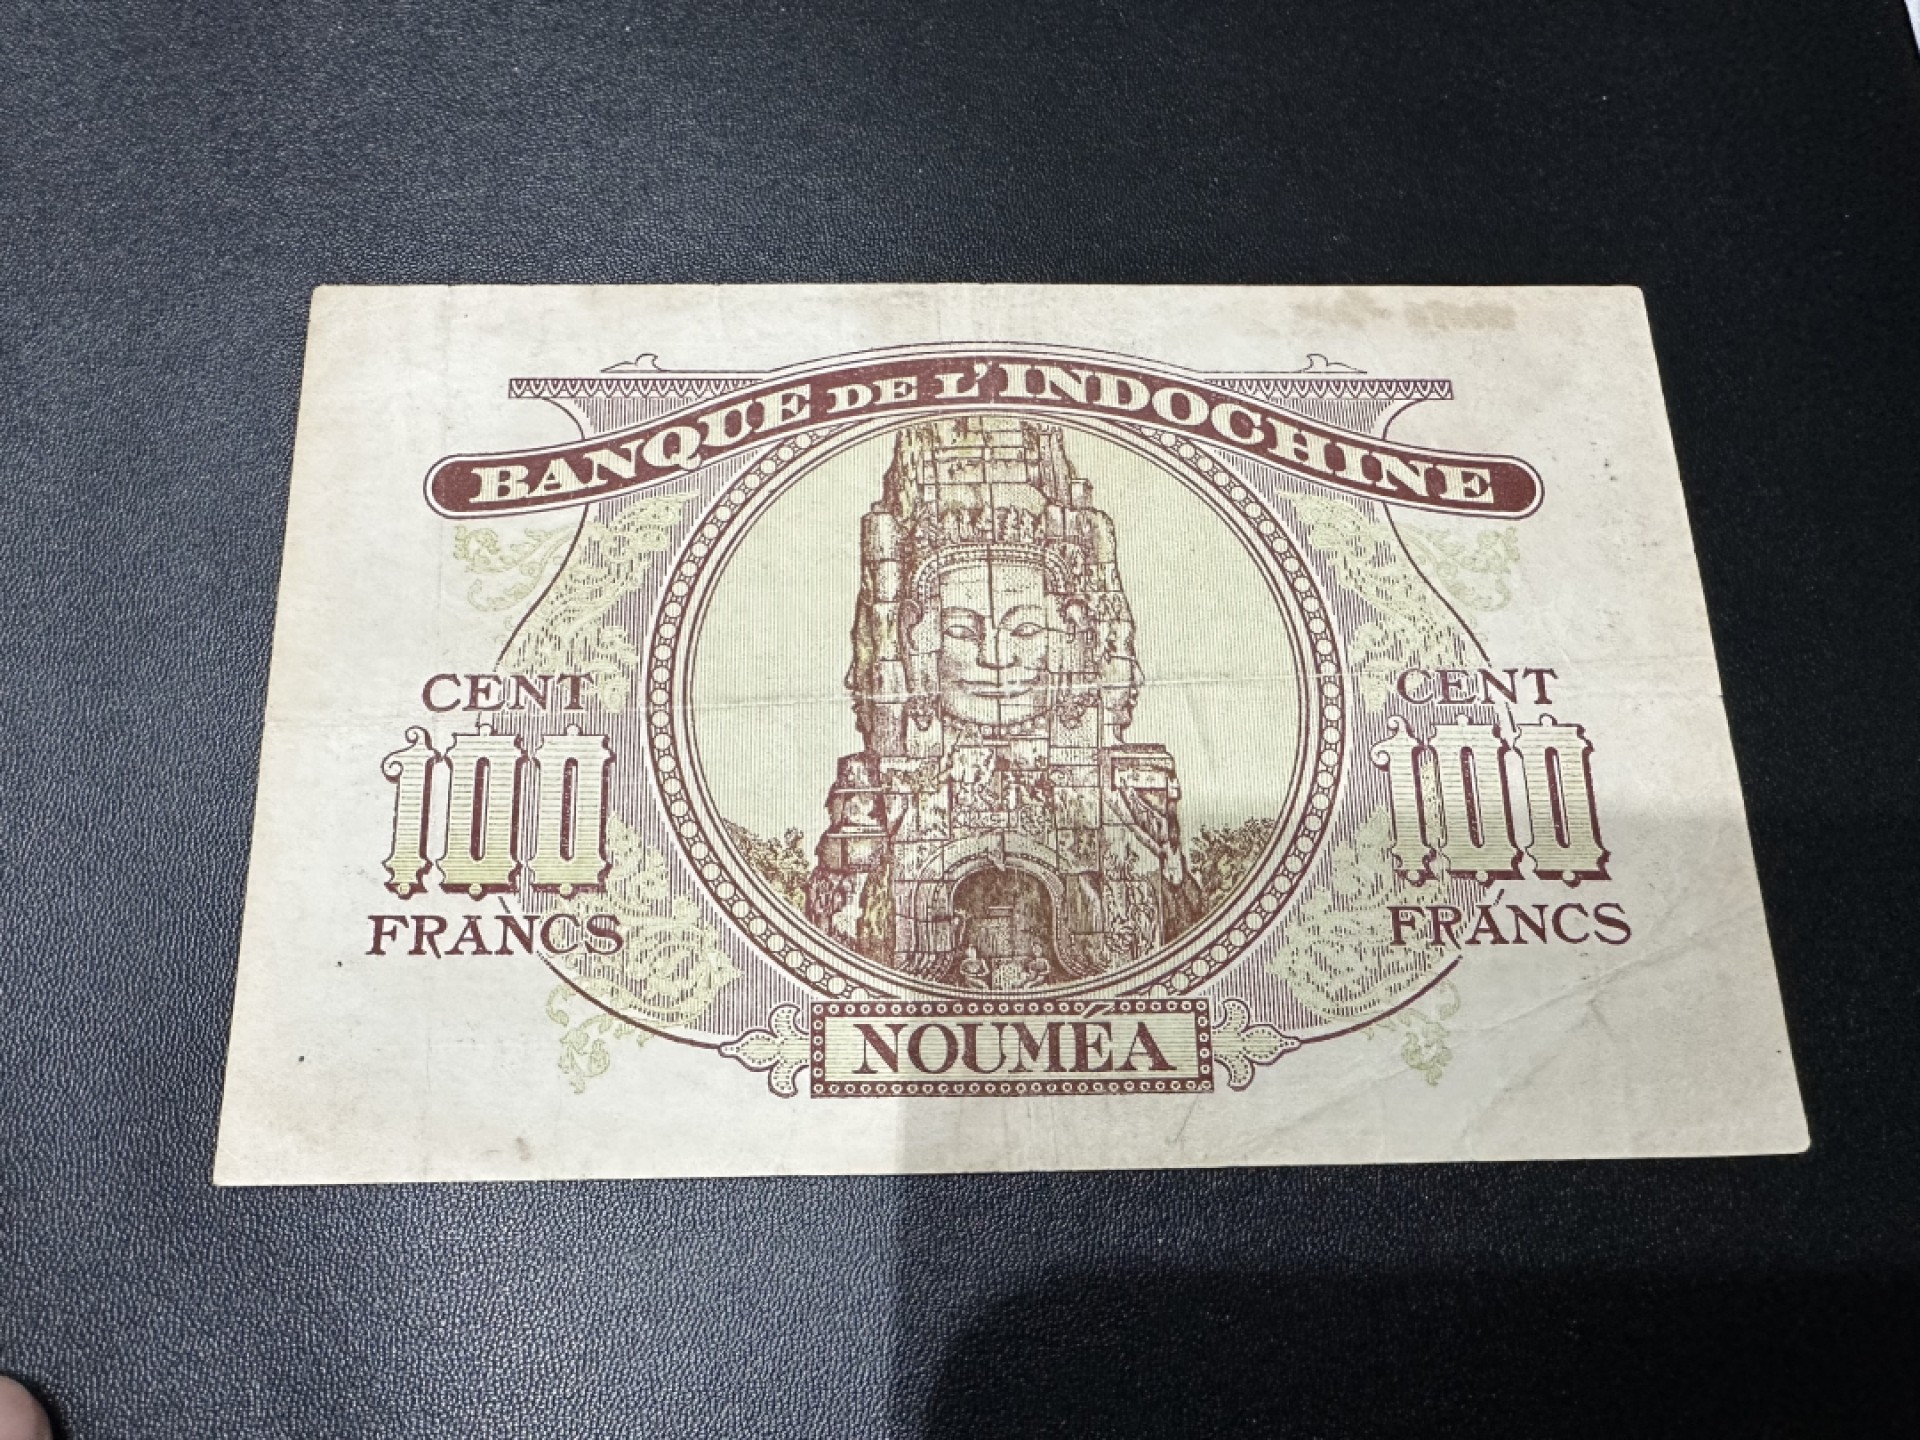 BANQUE DE L'INDOCHINE
CENT
100
FRANCS
CENT
100
FRANCS
NOUMÉA